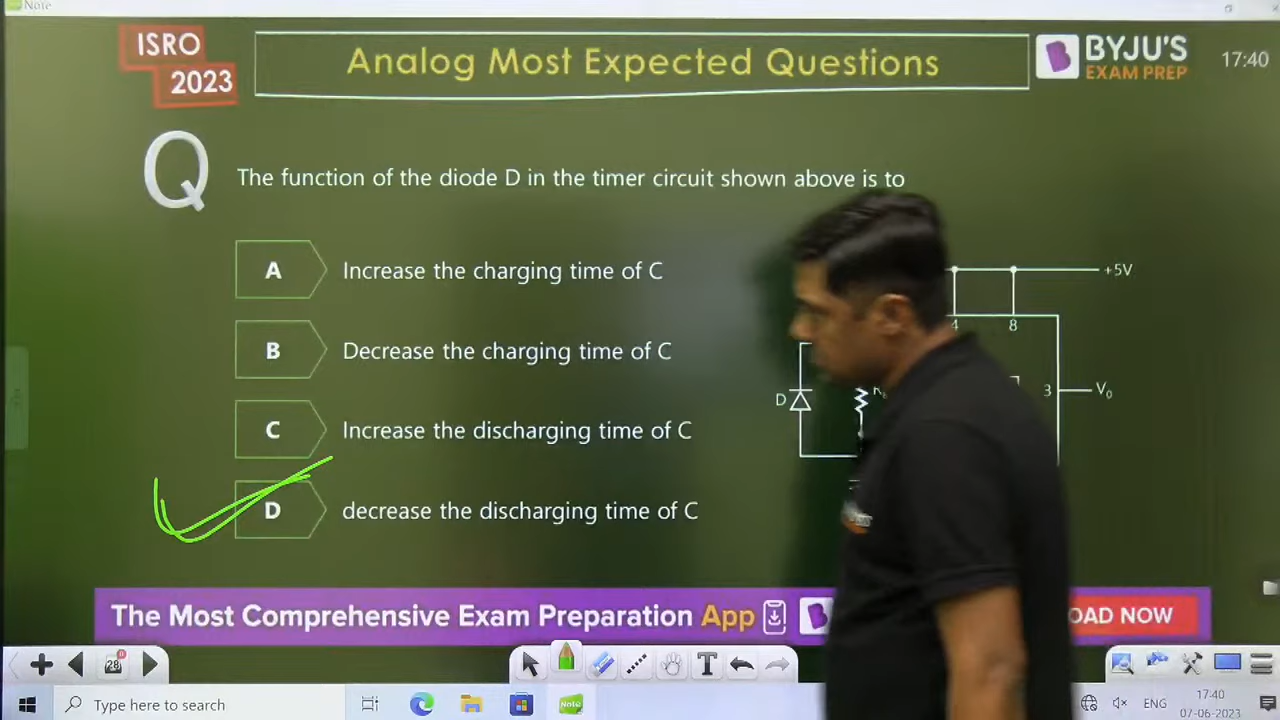 Note
ISRO
2023
Analog Most Expected Questions
BYJU'S
EXAM PREP
17:40
Q
The function of the diode D in the timer circuit shown above is to
A Increase the charging time of C
B Decrease the charging time of C
C Increase the discharging time of C
D decrease the discharging time of C
+5V
4 8
D
3 V₀
The Most Comprehensive Exam Preparation App
OAD NOW
28
T
Type here to search
Note
ENG
17:40
07-06-2023